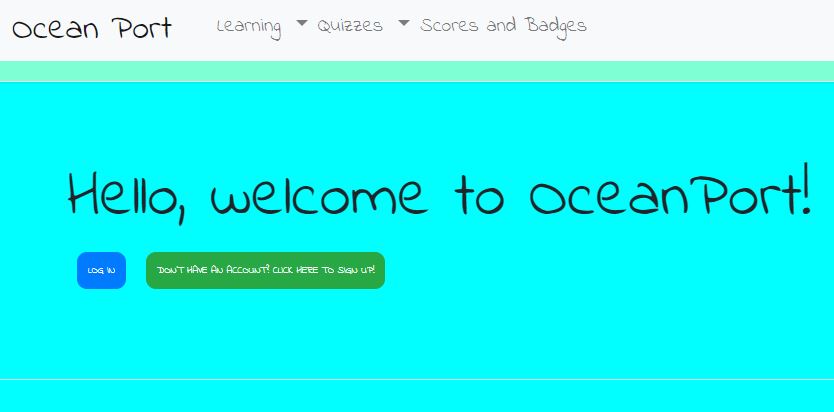 Ocean Port Learning Quizzes Scores and Badges
Hello, welcome to OceanPort!
LOG IN DON'T HAVE AN ACCOUNT? CLICK HERE TO SIGN UP!